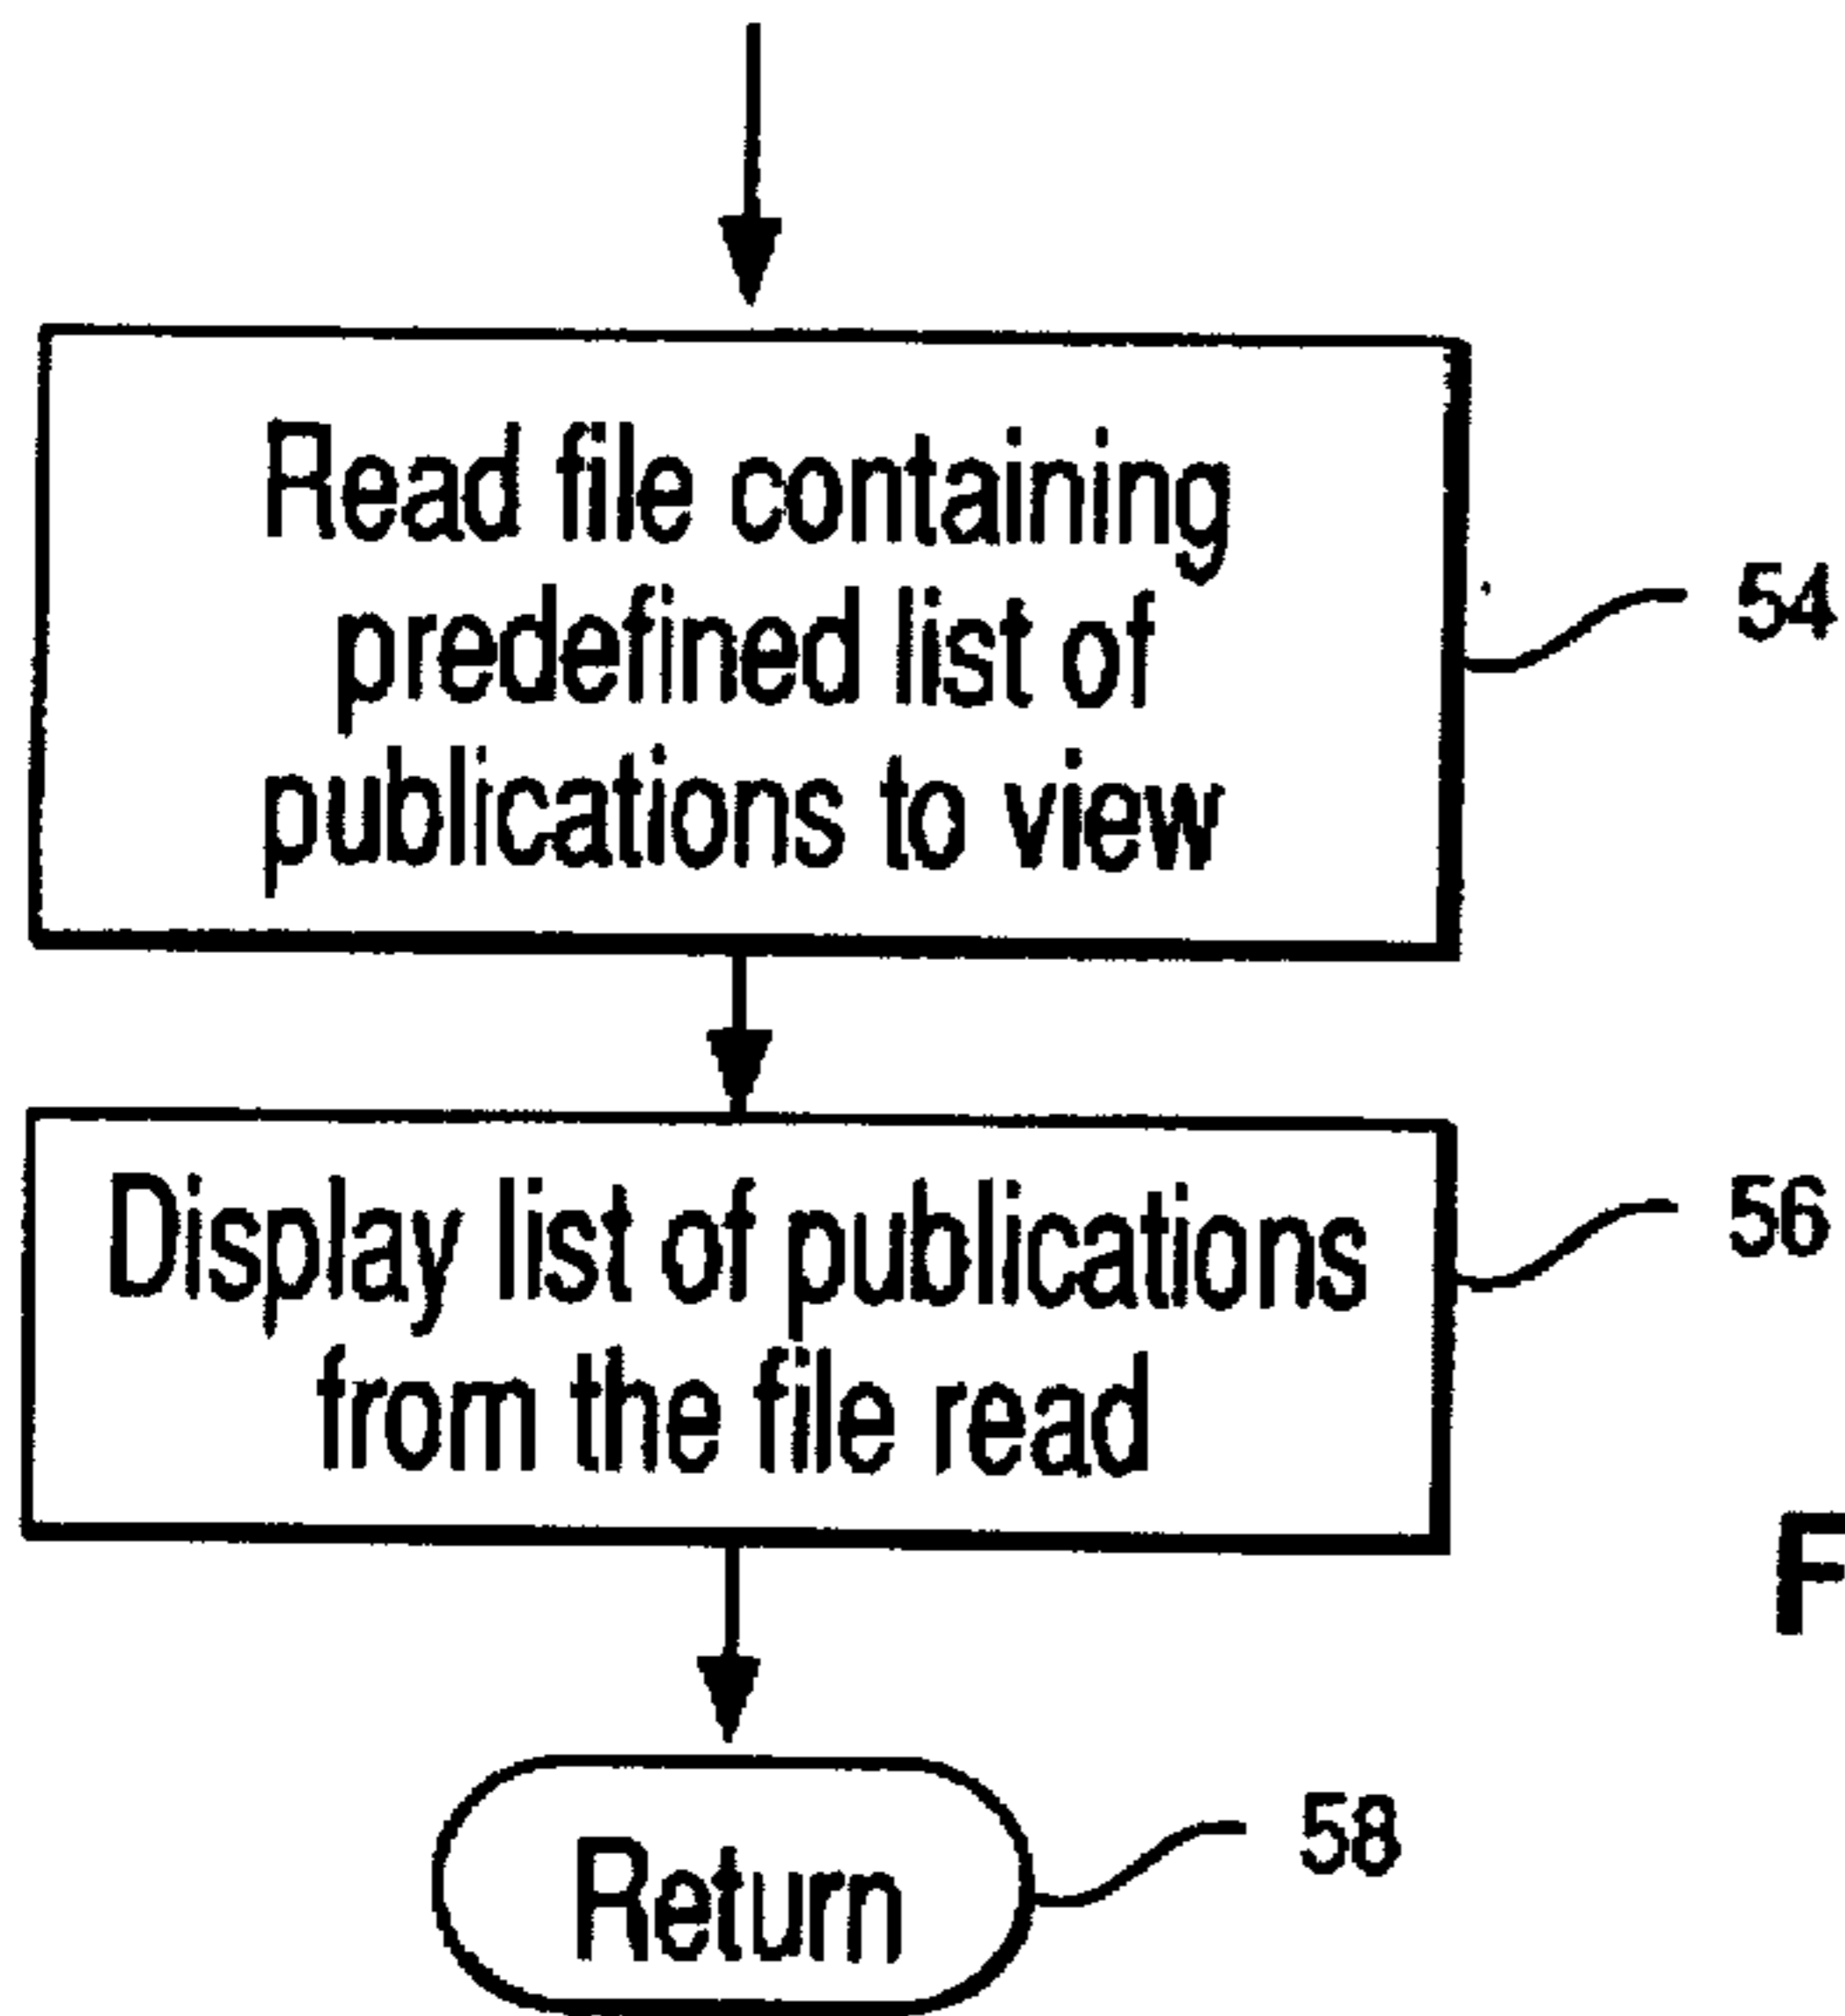 Read file containing
predefined list of
publications to view
54
Display list of publications
from the file read
56
F
Return
58